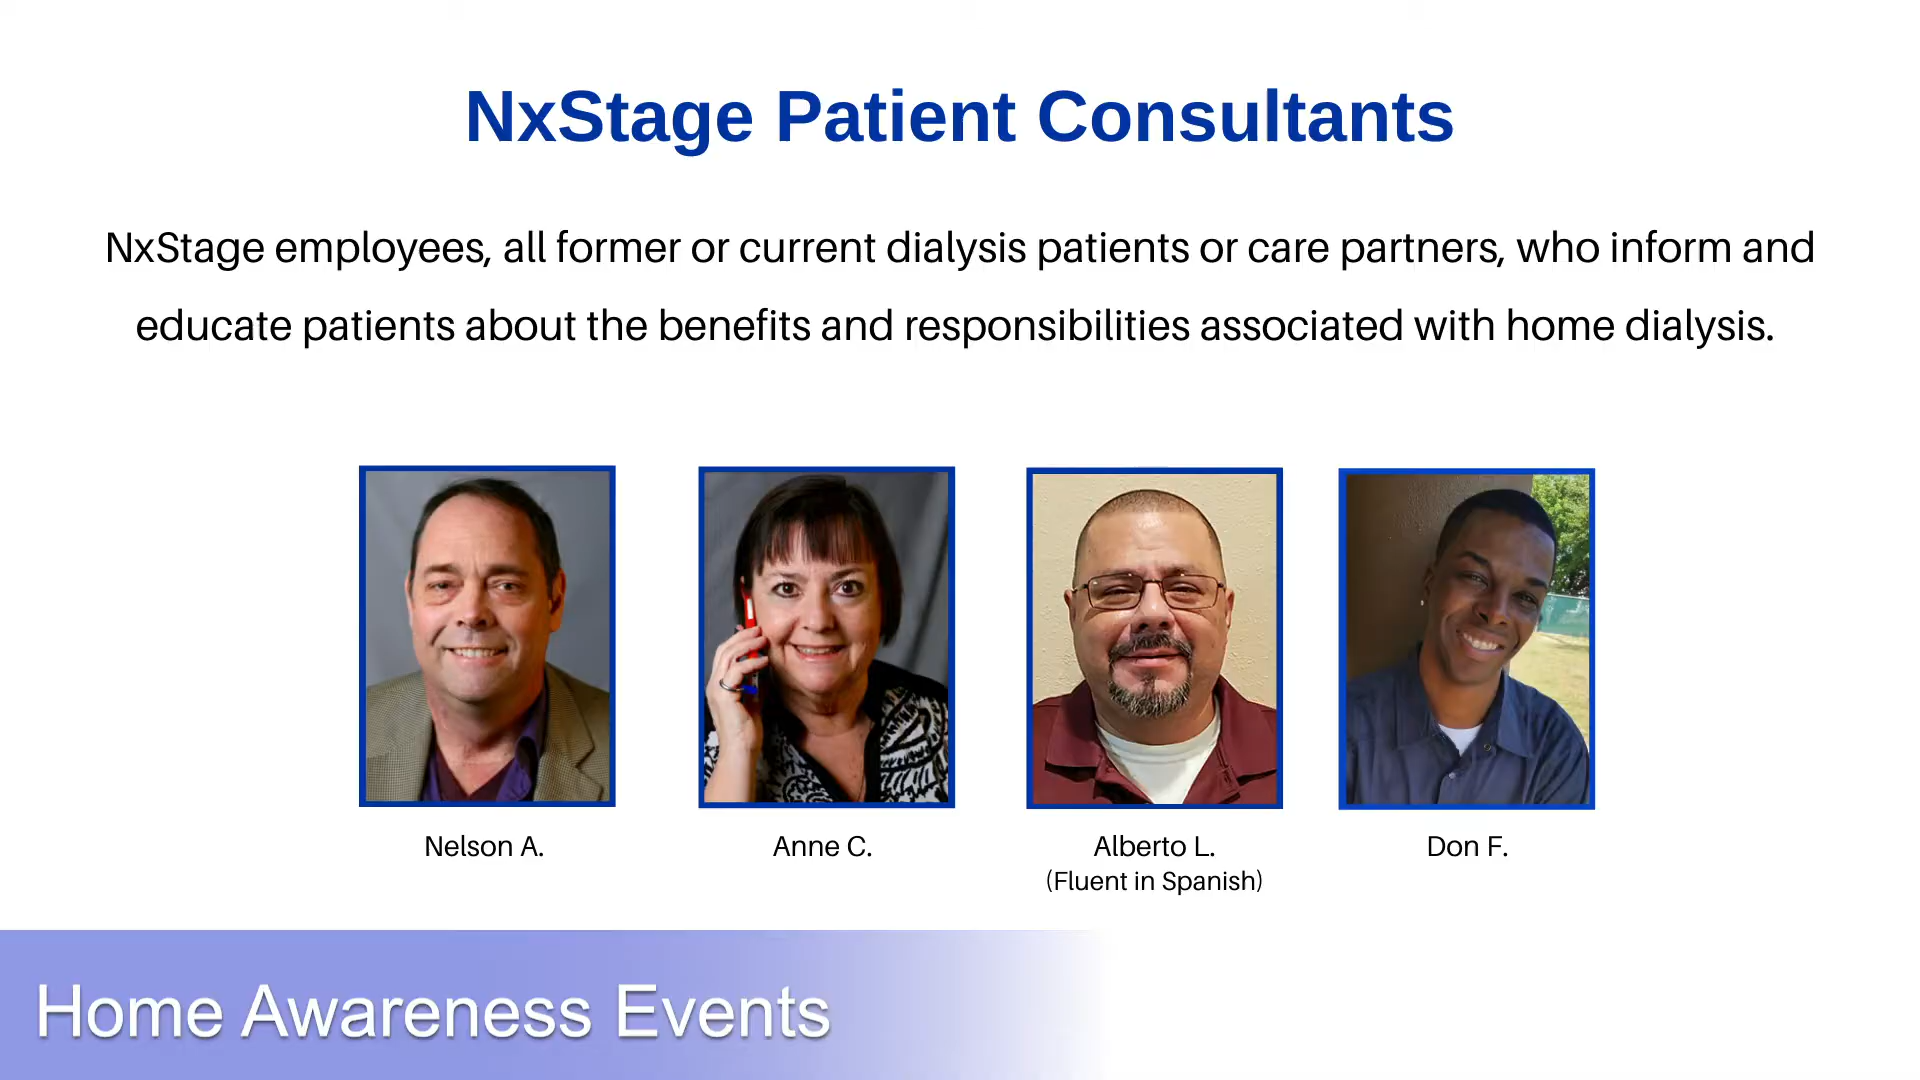 NxStage Patient Consultants
NxStage employees, all former or current dialysis patients or care partners, who inform and
educate patients about the benefits and responsibilities associated with home dialysis.
Nelson A.
Anne C.
Alberto L.
(Fluent in Spanish)
Don F.
Home Awareness Events